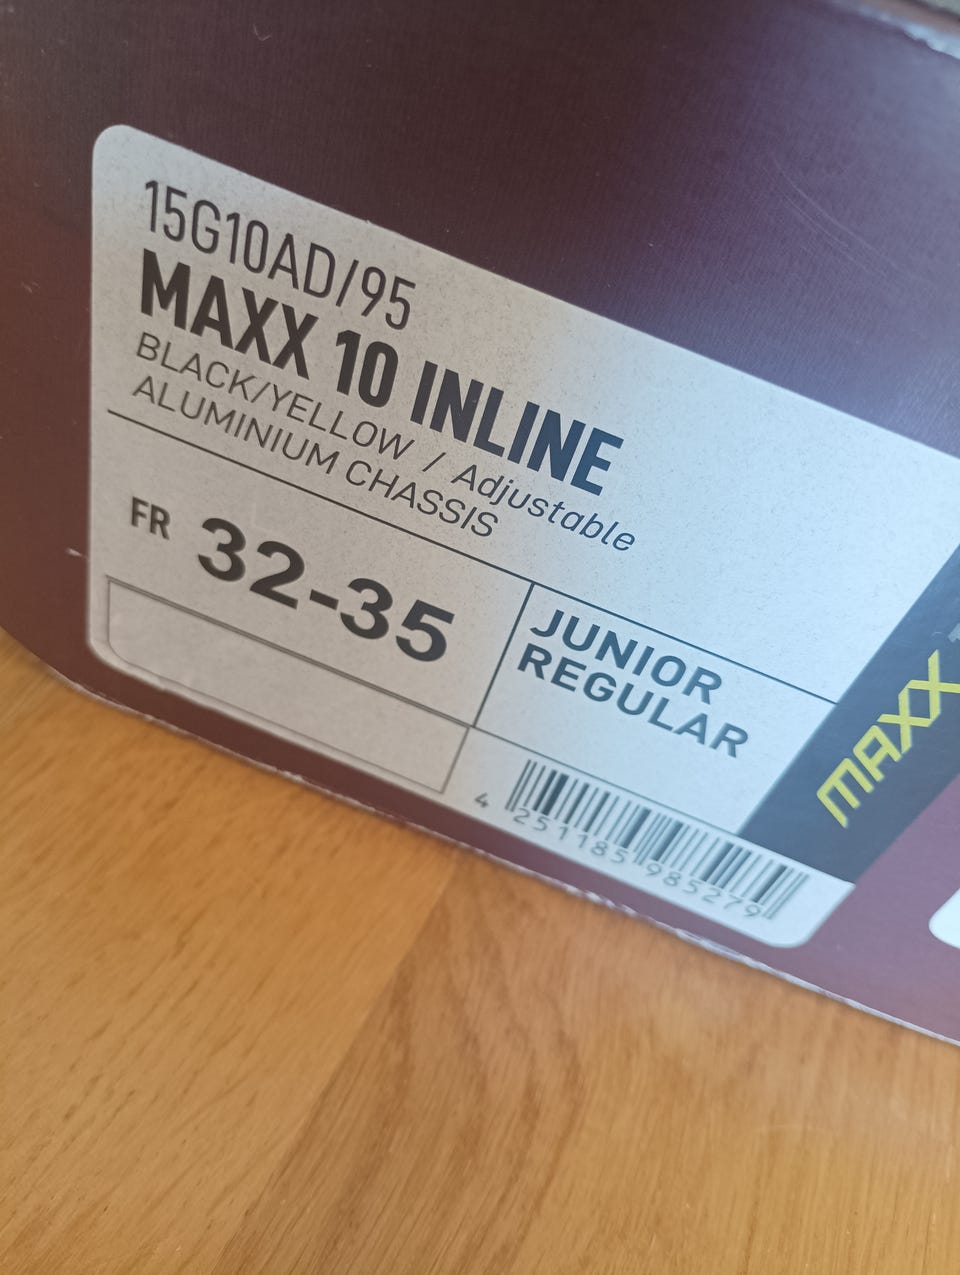 15G10AD/95
MAXX 10 INLINE
BLACK/YELLOW / Adjustable
ALUMINIUM CHASSIS
FR 32-35
JUNIOR
REGULAR
4 251185 985279
MAXX